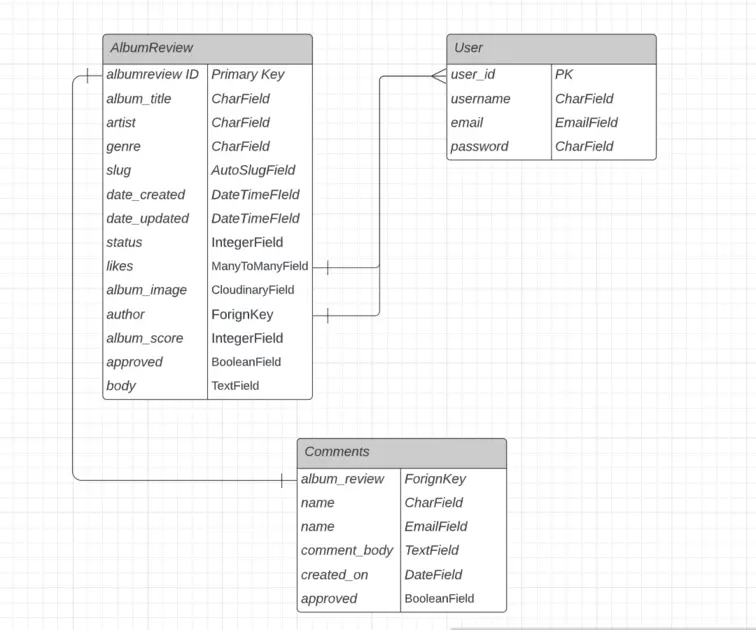 AlbumReview
albumreview ID Primary Key
album_title CharField
artist CharField
genre CharField
slug AutoSlugField
date_created DateTimeFIeld
date_updated DateTimeFIeld
status IntegerField
likes ManyToManyField
album_image CloudinaryField
author ForignKey
album_score IntegerField
approved BooleanField
body TextField
User
user_id PK
username CharField
email EmailField
password CharField
Comments
album_review ForignKey
name CharField
name EmailField
comment_body TextField
created_on DateField
approved BooleanField